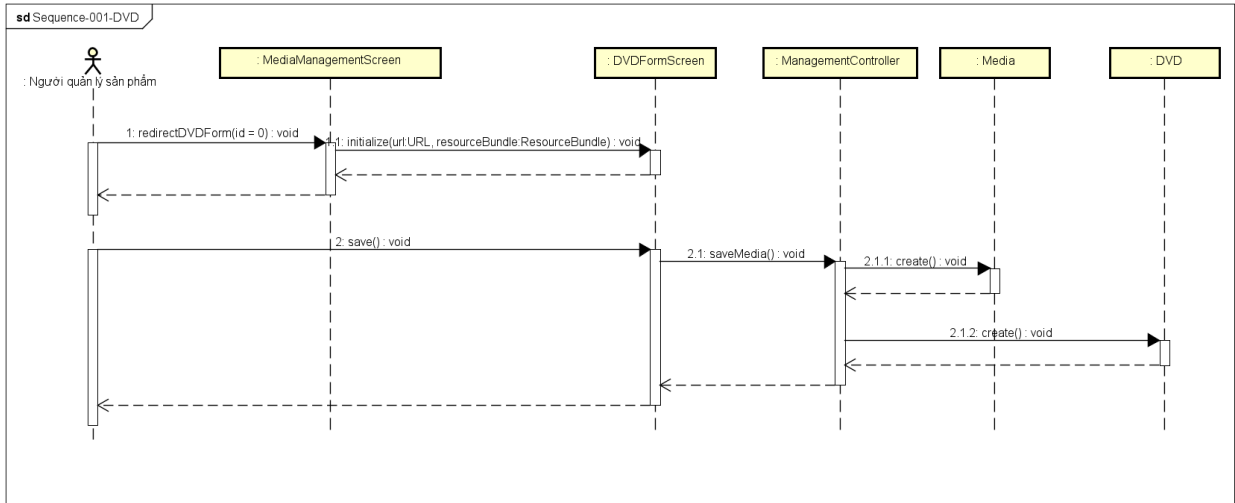 sd Sequence-001-DVD
: Người quản lý sản phẩm
: MediaManagementScreen
: DVDFormScreen
: ManagementController
: Media
: DVD
1: redirectDVDForm(id = 0) : void
1.1: initialize(url:URL, resourceBundle:ResourceBundle) : void
2: save() : void
2.1: saveMedia() : void
2.1.1: create() : void
2.1.2: create() : void